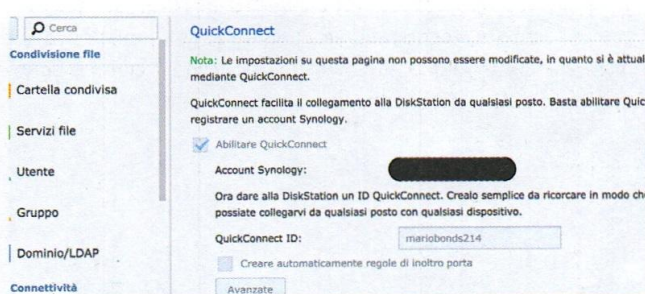 Cerca
Condivisione file
Cartella condivisa
Servizi file
Utente
Gruppo
Dominio/LDAP
Connettività
QuickConnect
Nota: Le impostazioni su questa pagina non possono essere modificate, in quanto si è attual
mediante QuickConnect.
QuickConnect facilita il collegamento alla DiskStation da qualsiasi posto. Basta abilitare Quic
registrare un account Synology.
Abilitare QuickConnect
Account Synology:
Ora dare alla DiskStation un ID QuickConnect. Crealo semplice da ricorcare in modo che
possiate collegarvi da qualsiasi posto con qualsiasi dispositivo.
QuickConnect ID: mariobonds214
Creare automaticamente regole di inoltro porta
Avanzate